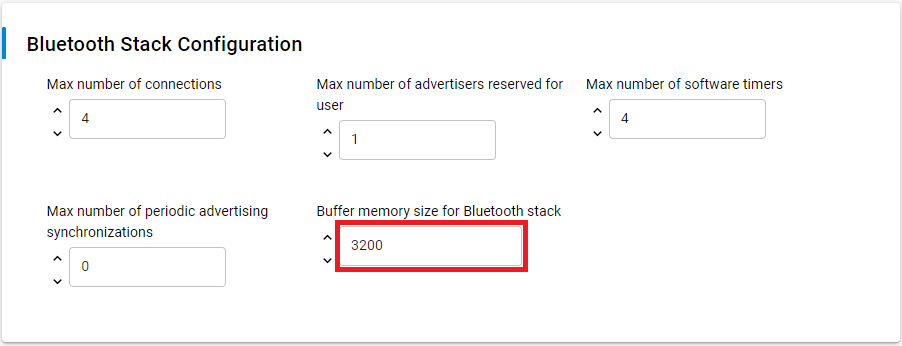 Bluetooth Stack Configuration
Max number of connections
4
Max number of advertisers reserved for
user
1
Max number of software timers
4
Max number of periodic advertising
synchronizations
0
Buffer memory size for Bluetooth stack
3200